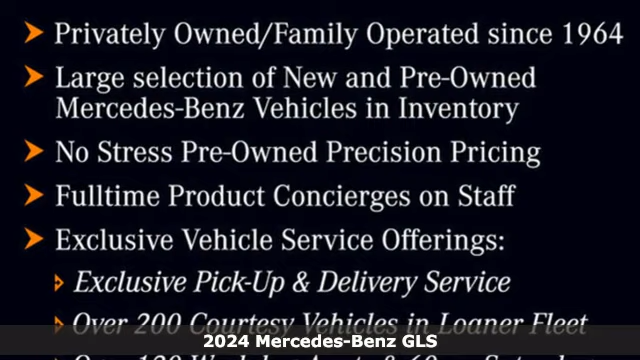 Privately Owned/Family Operated since 1964
Large selection of New and Pre-Owned
Mercedes-Benz Vehicles in Inventory
No Stress Pre-Owned Precision Pricing
Fulltime Product Concierges on Staff
Exclusive Vehicle Service Offerings:
Exclusive Pick-Up & Delivery Service
Over 200 Courtesy Vehicles in Loaner Fleet
2024 Mercedes-Benz GLS